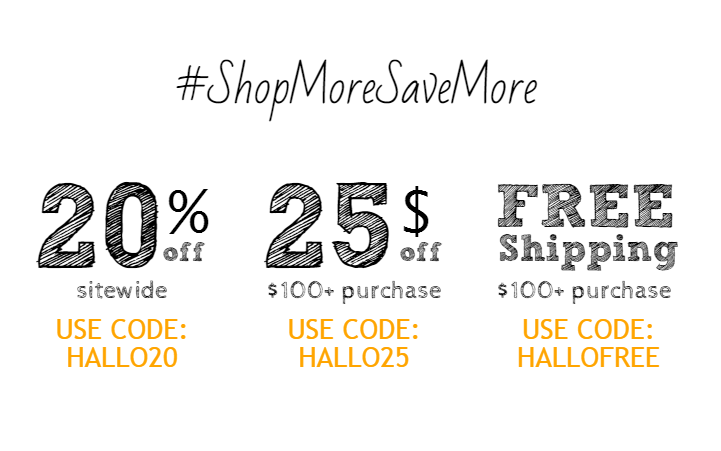 #ShopMoreSaveMore
20% off
sitewide
USE CODE:
HALLO20
25$ off
$100+ purchase
USE CODE:
HALLO25
FREE
Shipping
$100+ purchase
USE CODE:
HALLOFREE